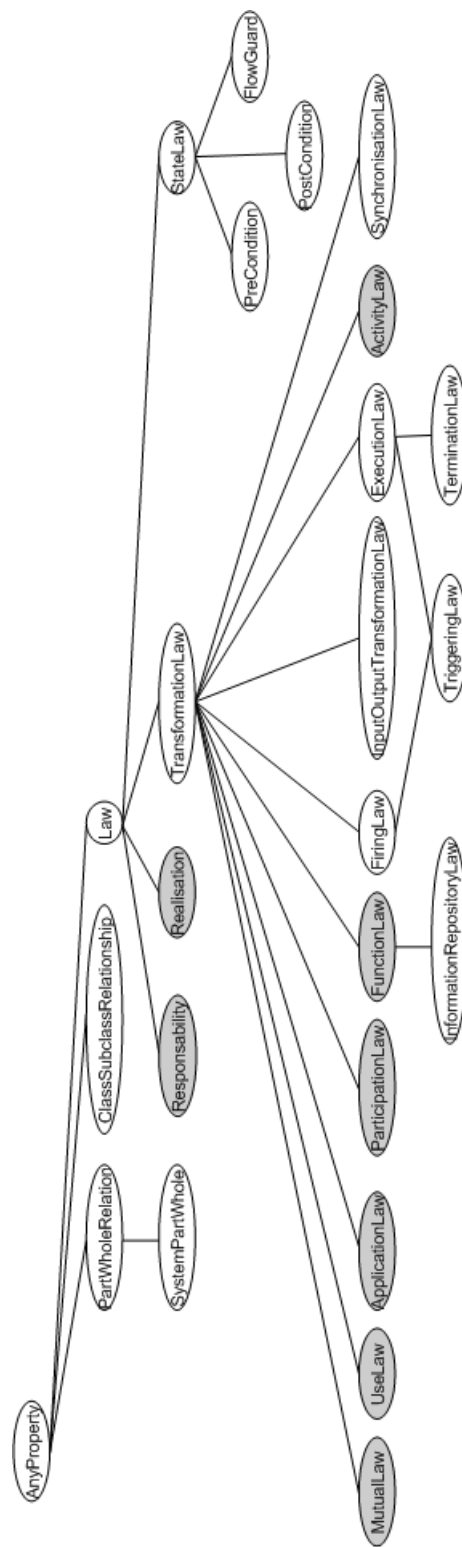 AnyProperty
PartWholeRelation
ClassSubclassRelationship
Law
SystemPartWhole
Responsability
Realisation
TransformationLaw
StateLaw
PreCondition
FlowGuard
PostCondition
MutualLaw
UseLaw
ApplicationLaw
ParticipationLaw
FunctionLaw
FiringLaw
InputOutputTransformationLaw
ExecutionLaw
ActivityLaw
SynchronisationLaw
InformationRepositoryLaw
TriggeringLaw
TerminationLaw